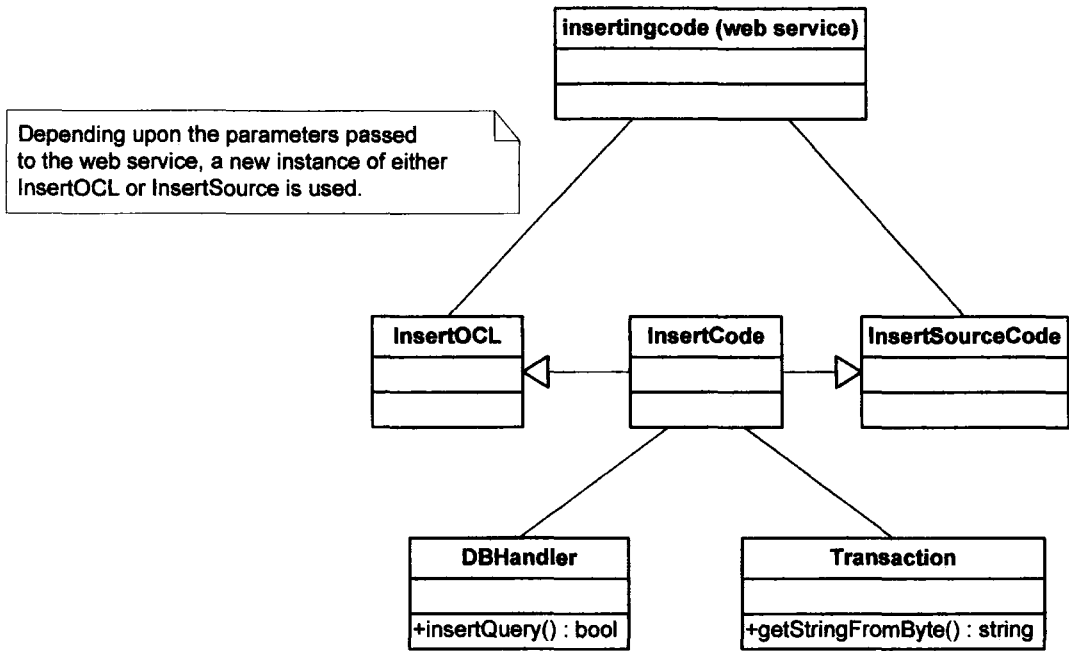 insertingcode (web service)
Depending upon the parameters passed
to the web service, a new instance of either
InsertOCL or InsertSource is used.
InsertOCL
InsertCode
InsertSourceCode
DBHandler
+insertQuery() : bool
Transaction
+getStringFromByte() : string